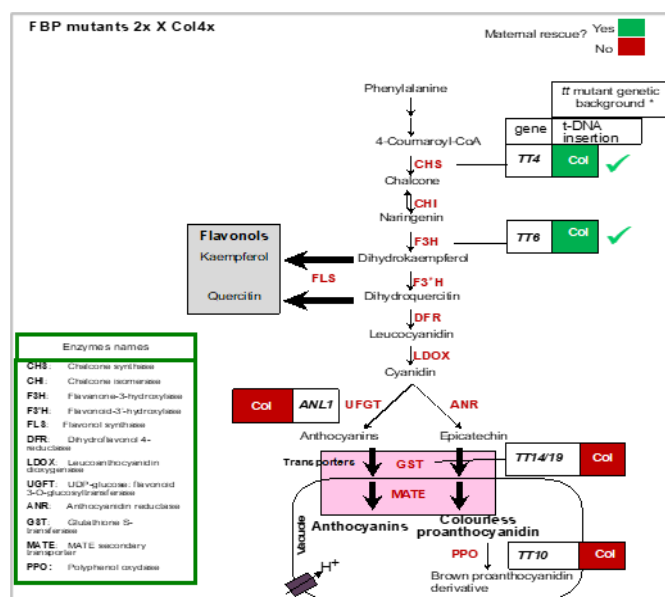 FBP mutants 2x X Col4x
Maternal rescue? Yes
No
tt mutant genetic
background *
gene
t-DNA
insertion
Phenylalanine
4-Coumaroyl-CoA
CHS
TT4
Col
Chalcone
CHI
Naringenin
F3H
TT6
Col
Flavonols
Kaempferol
Quercitin
FLS
Dihydrokaempferol
F3'H
Dihydroquercitin
DFR
Leucocyanidin
LDOX
Cyanidin
Col
ANL1
UFGT
ANR
Anthocyanins
Epicatechin
Transporters
GST
TT14/19
Col
MATE
Anthocyanins
Colourless
proanthocyanidin
Vacuole
PPO
TT10
Col
H+
Brown proanthocyanidin
derivative
Enzymes names
CHS: Chalcone synthase
CHI: Chalcone isomerase
F3H: Flavanone-3-hydroxylase
F3'H: Flavonoid-3'-hydroxylase
FLS: Flavonol synthase
DFR: Dihydroflavonol 4-
reductase
LDOX: Leucoanthocyanidin
dioxygenase
UGFT: UDP-glucose: flavonoid
3-O-glucosyltransferase
ANR: Anthocyanidin reductase
GST: Glutathione S-
transferase
MATE: MATE secondary
transporter
PPO: Polyphenol oxydase